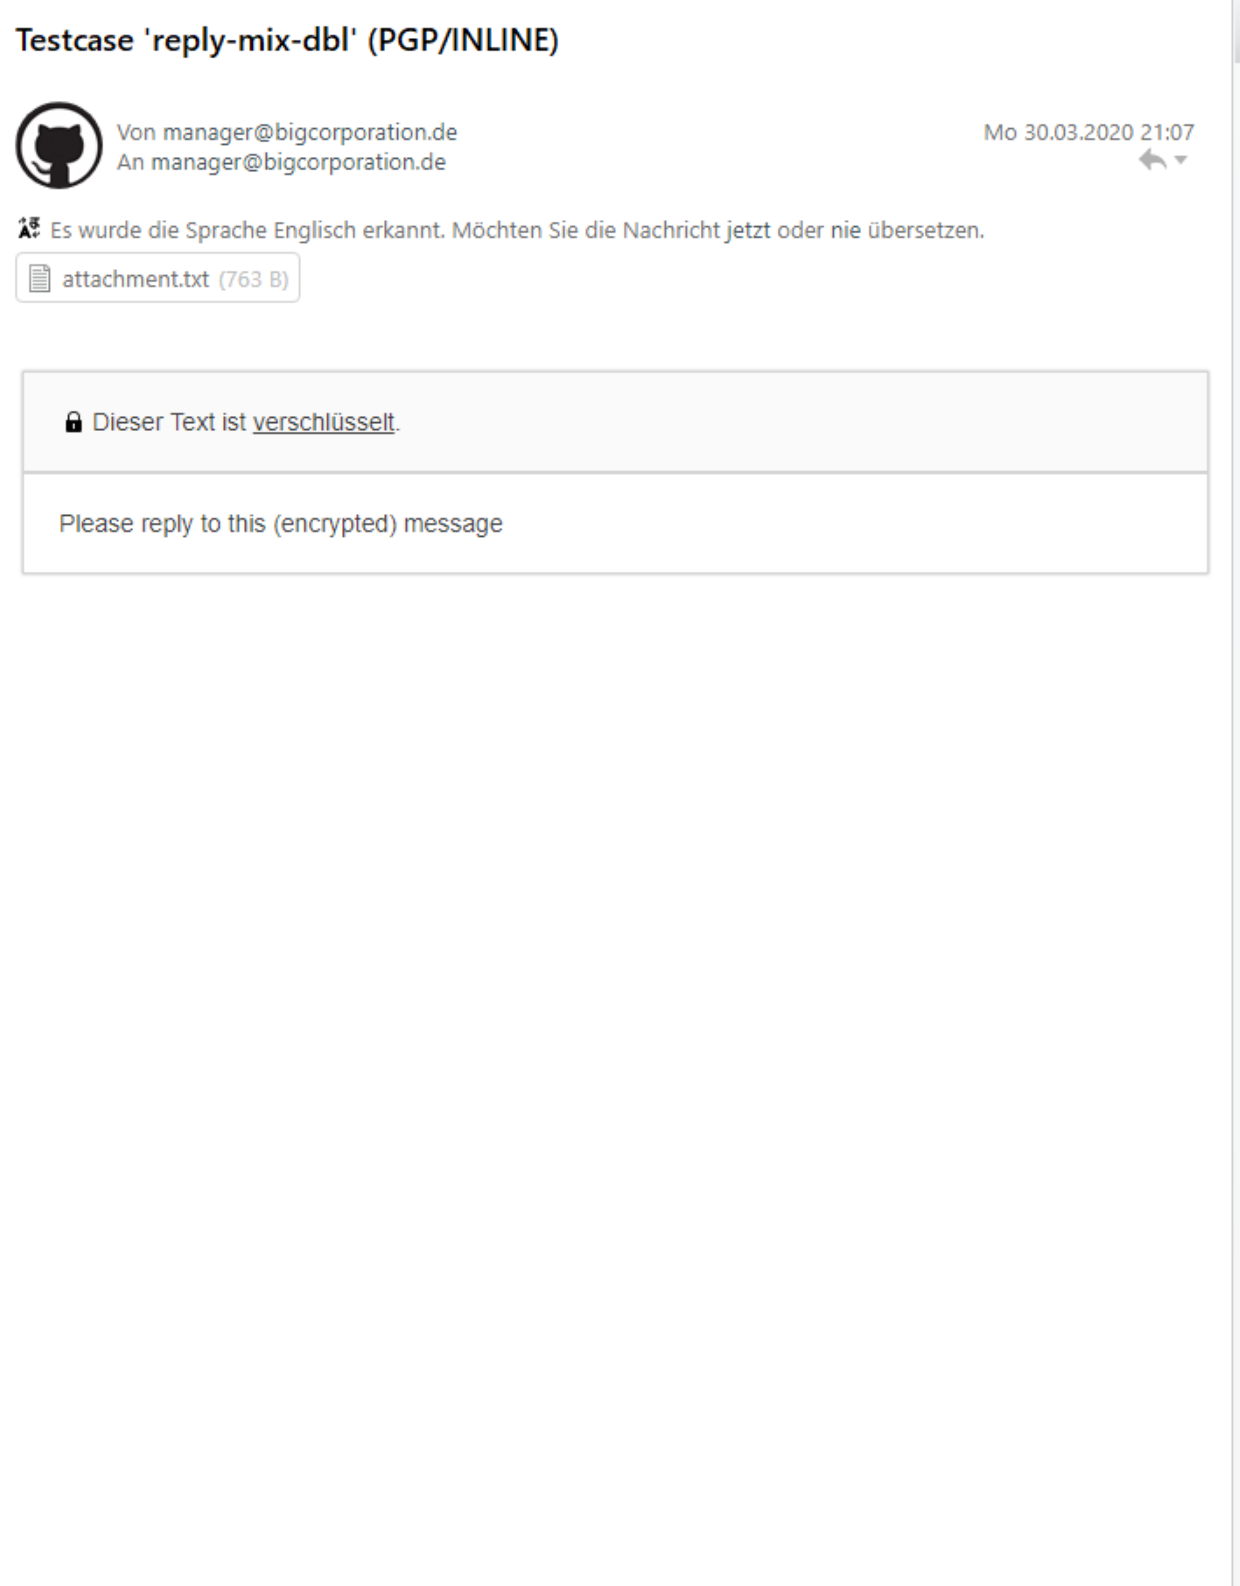 Testcase 'reply-mix-dbl' (PGP/INLINE)
Von manager@bigcorporation.de
Mo 30.03.2020 21:07
An manager@bigcorporation.de
Es wurde die Sprache Englisch erkannt. Möchten Sie die Nachricht jetzt oder nie übersetzen.
attachment.txt (763 B)
Dieser Text ist verschlüsselt.
Please reply to this (encrypted) message